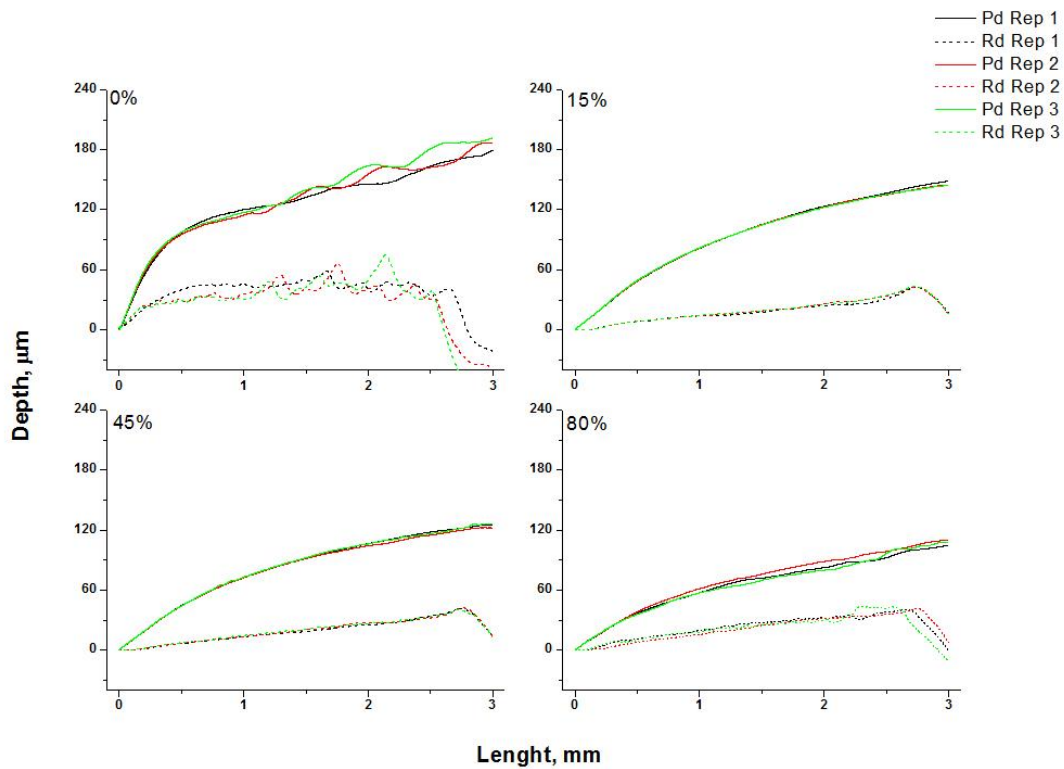 Pd Rep 1
Rd Rep 1
Pd Rep 2
Rd Rep 2
Pd Rep 3
Rd Rep 3
0%
240
180
120
60
0
0 1 2 3
15%
240
180
120
60
0
0 1 2 3
45%
240
180
120
60
0
0 1 2 3
80%
240
180
120
60
0
0 1 2 3
Depth, µm
Lenght, mm